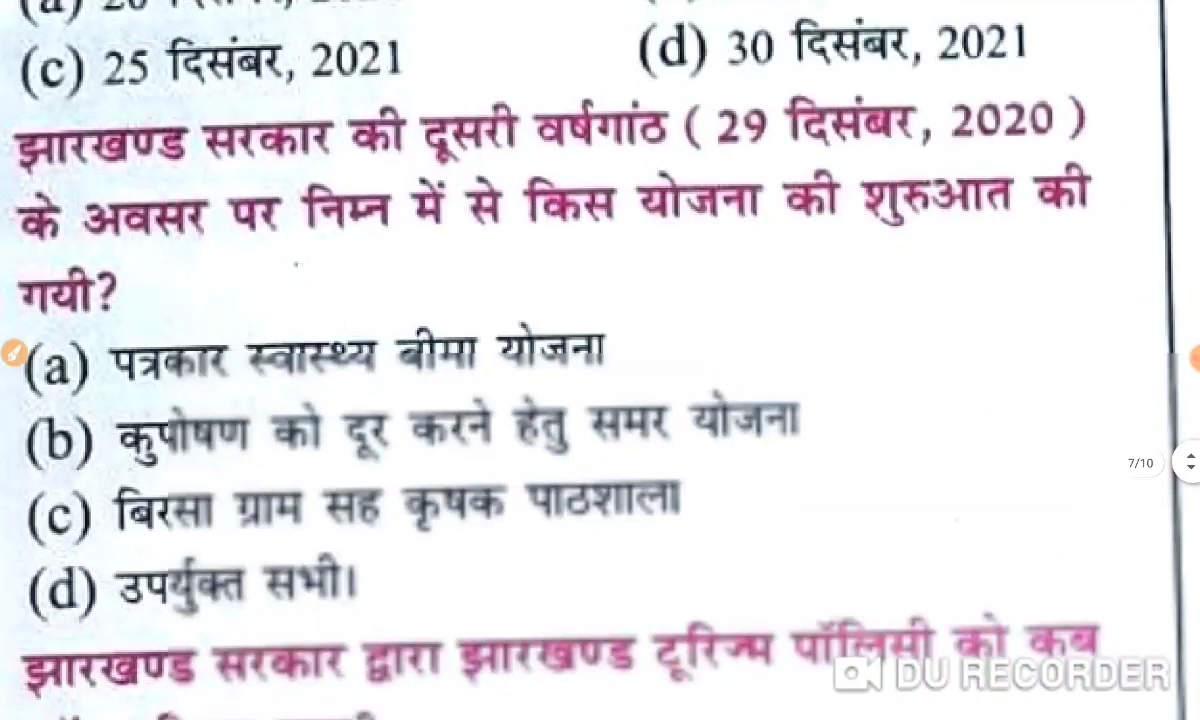 (c) 25 दिसंबर, 2021 (d) 30 दिसंबर, 2021
झारखण्ड सरकार की दूसरी वर्षगांठ ( 29 दिसंबर, 2020 )
के अवसर पर निम्न में से किस योजना की शुरुआत की
गयी?
(a) पत्रकार स्वास्थ्य बीमा योजना
(b) कुपोषण को दूर करने हेतु समर योजना
7/10
(c) बिरसा ग्राम सह कृषक पाठशाला
(d) उपर्युक्त सभी।
झारखण्ड सरकार द्वारा झारखण्ड टूरिज्म पॉलिसी को कब
DU RECORDER